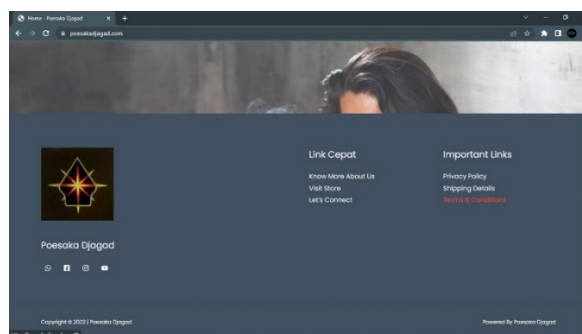 Home - Poesaka Djagad
poesakadjagad.com
Link Cepat
Know More About Us
Visit Store
Let's Connect
Important Links
Privacy Policy
Shipping Details
Terms & Conditions
Poesaka Djagad
Copyright © 2022 | Poesaka Djagad
Powered By Poesaka Djagad